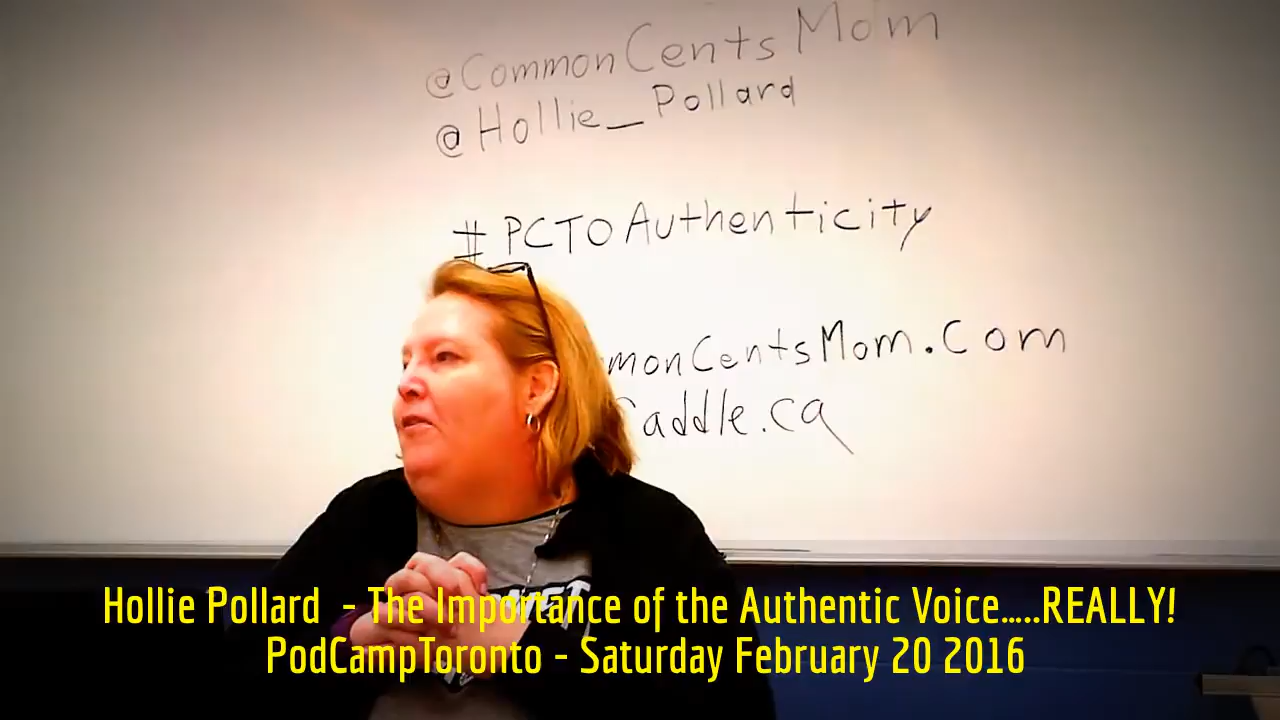 @CommonCentsMom
@Hollie_Pollard
#PCTOAuthenticity
monCentsMom.Com
addle.ca
Hollie Pollard - The Importance of the Authentic Voice.....REALLY!
PodCampToronto - Saturday February 20 2016